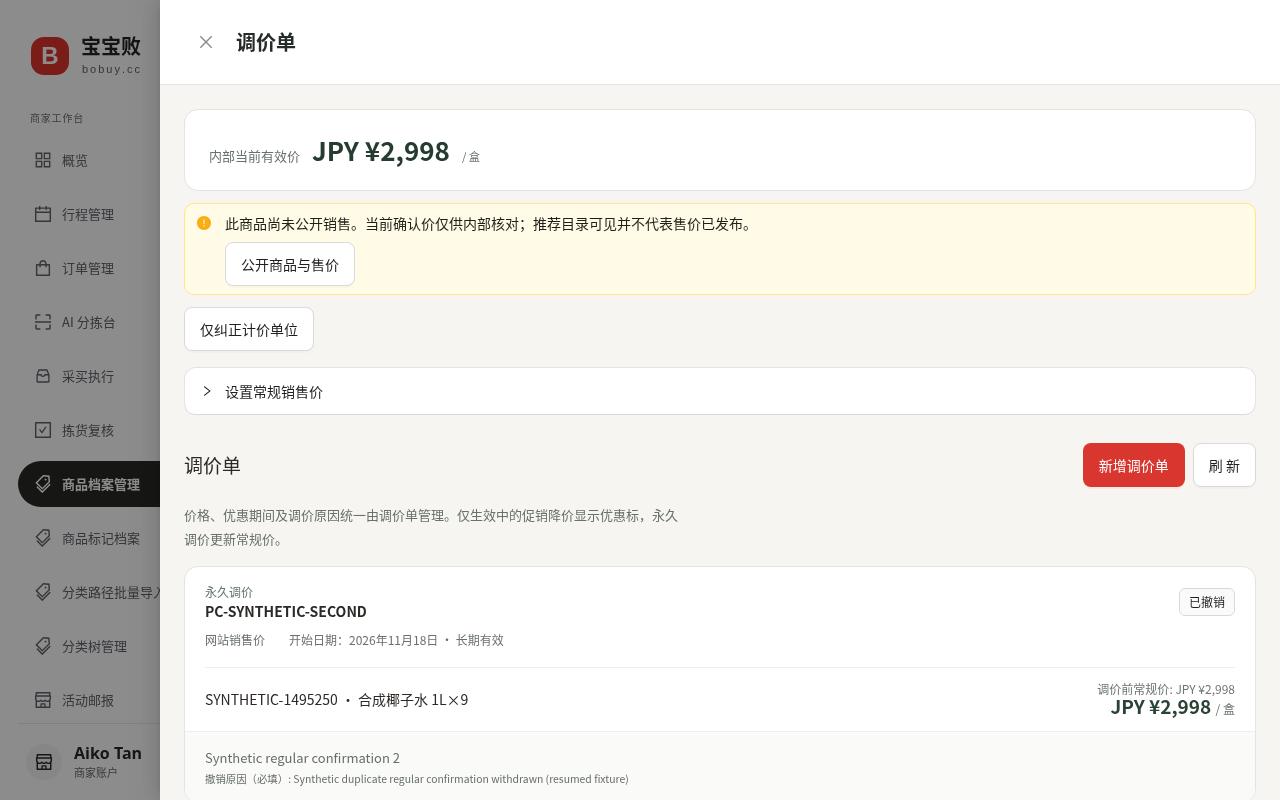 B
宝宝败
bobuy.cc
商家工作台
概览
行程管理
订单管理
AI 分拣台
采买执行
拣货复核
商品档案管理
商品标记档案
分类路径批量导入
分类树管理
活动邮报
Aiko Tan
商家账户
调价单
内部当前有效价 JPY ¥2,998 / 盒
此商品尚未公开销售。当前确认价仅供内部核对；推荐目录可见并不代表售价已发布。
公开商品与售价
仅纠正计价单位
设置常规销售价
调价单
新增调价单
刷 新
价格、优惠期间及调价原因统一由调价单管理。仅生效中的促销降价显示优惠标，永久
调价更新常规价。
永久调价
PC-SYNTHETIC-SECOND
已撤销
网站销售价 开始日期：2026年11月18日 · 长期有效
SYNTHETIC-1495250 · 合成椰子水 1L×9
调价前常规价: JPY ¥2,998
JPY ¥2,998 / 盒
Synthetic regular confirmation 2
撤销原因（必填）: Synthetic duplicate regular confirmation withdrawn (resumed fixture)